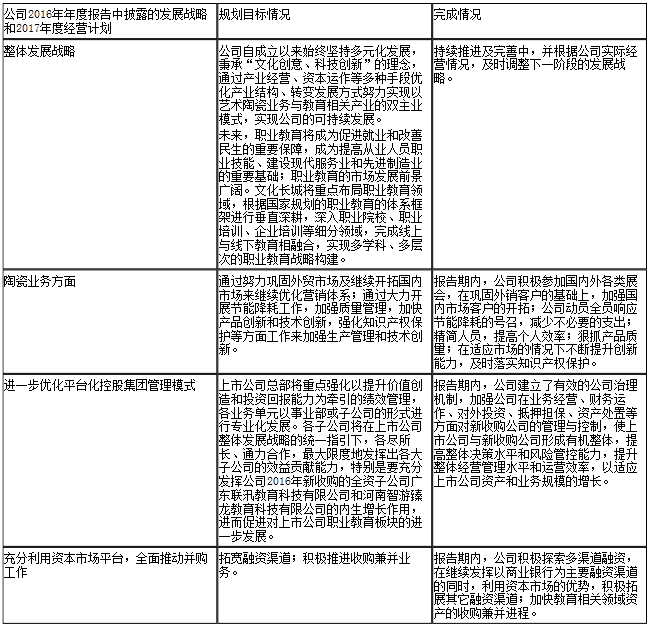 公司2016年年度报告中披露的发展战略
和2017年度经营计划
规划目标情况
完成情况
整体发展战略
公司自成立以来始终坚持多元化发展，
秉承“文化创意、科技创新”的理念，
通过产业经营、资本运作等多种手段优
化产业结构、转变发展方式努力实现以
艺术陶瓷业务与教育相关产业的双主业
模式，实现公司的可持续发展。
未来，职业教育将成为促进就业和改善
民生的重要保障，成为提高从业人员职
业技能、建设现代服务业和先进制造业
的重要基础；职业教育的市场发展前景
广阔。文化长城将重点布局职业教育领
域，根据国家规划的职业教育的体系框
架进行垂直深耕，深入职业院校、职业
培训、企业培训等细分领域，完成线上
与线下教育相融合，实现多学科、多层
次的职业教育战略构建。
持续推进及完善中，并根据公司实际经
营情况，及时调整下一阶段的发展战
略。
陶瓷业务方面
通过努力巩固外贸市场及继续开拓国内
市场来继续优化营销体系；通过大力开
展节能降耗工作，加强质量管理，加快
产品创新和技术创新，强化知识产权保
护等方面工作来加强生产管理和技术创
新。
报告期内，公司积极参加国内外各类展
会，在巩固外销客户的基础上，加强国
内市场客户的开拓；公司动员全员响应
节能降耗的号召，减少不必要的支出；
精简人员，提高个人效率；狠抓产品质
量；在适应市场的情况下不断提升创新
能力，及时落实知识产权保护。
进一步优化平台化控股集团管理模式
上市公司总部将重点强化以提升价值创
造和投资回报能力为牵引的绩效管理，
各业务单元以事业部或子公司的形式进
行专业化发展。各子公司将在上市公司
整体发展战略的统一指引下，各尽所
长、通力合作，最大限度地发挥出各大
子公司的效益贡献能力，特别是要充分
发挥公司2016年新收购的全资子公司广
东联汛教育科技有限公司和河南智游臻
龙教育科技有限公司的内生增长作用，
进而促进对上市公司职业教育板块的进
一步发展。
报告期内，公司建立了有效的公司治理
机制，加强公司在业务经营、财务运
作、对外投资、抵押担保、资产处置等
方面对新收购公司的管理与控制，使上
市公司与新收购公司形成有机整体，提
高整体决策水平和风险管控能力，提升
整体经营管理水平和运营效率，以适应
上市公司资产和业务规模的增长。
充分利用资本市场平台，全面推动并购
工作
拓宽融资渠道；积极推进收购兼并业
务。
报告期内，公司积极探索多渠道融资，
在继续发挥以商业银行为主要融资渠道
的同时，利用资本市场的优势，积极拓
展其它融资渠道；加快教育相关领域资
产的收购兼并进程。